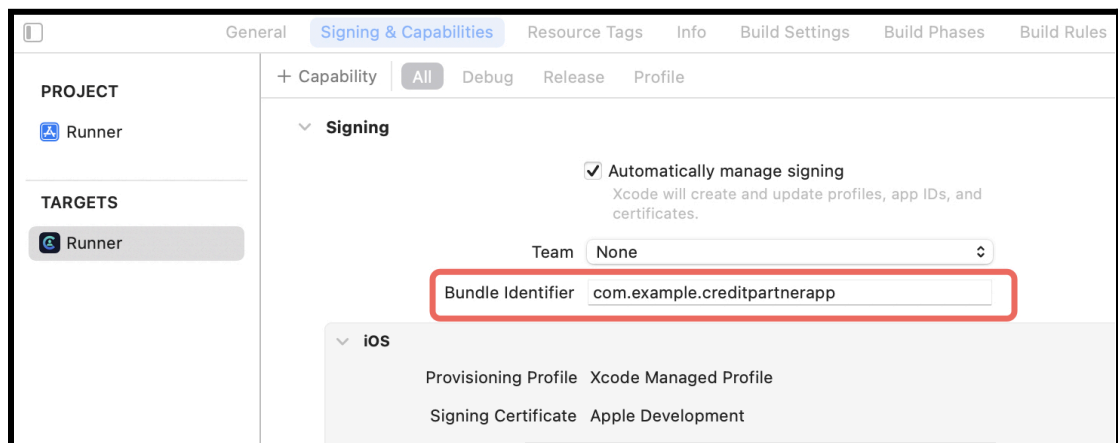 General Signing & Capabilities Resource Tags Info Build Settings Build Phases Build Rules
+ Capability All Debug Release Profile
PROJECT
Runner
TARGETS
Runner
Signing
Automatically manage signing
Xcode will create and update profiles, app IDs, and
certificates.
Team None
Bundle Identifier com.example.creditpartnerapp
iOS
Provisioning Profile Xcode Managed Profile
Signing Certificate Apple Development